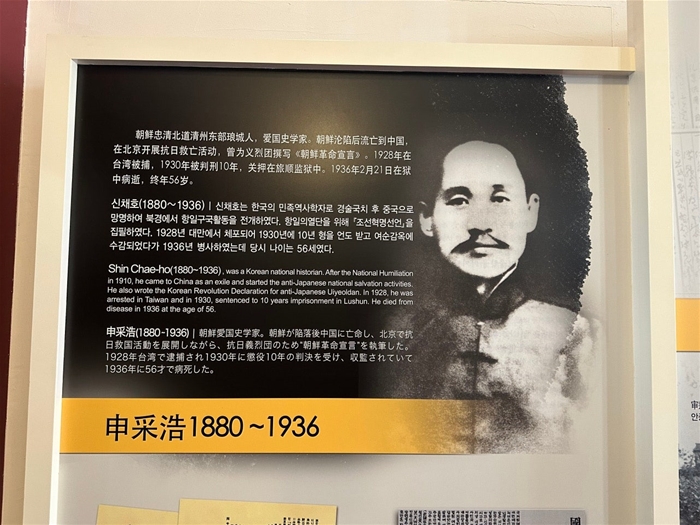 朝鲜忠清北道清州东部琅城人，爱国史学家。朝鲜沦陷后流亡到中国，
在北京开展抗日救亡活动，曾为义烈团撰写《朝鲜革命宣言》。1928年在
台湾被捕，1930年被判刑10年，关押在旅顺监狱中。1936年2月21日在狱
中病逝，终年56岁。
신채호(1880~1936) | 신채호는 한국의 민족역사학자로 경술국치 후 중국으로
망명하여 북경에서 항일구국활동을 전개하였다. 항일의열단을 위해 「조선혁명선언」을
집필하였다. 1928년 대만에서 체포되어 1930년에 10년 형을 언도 받고 여순감옥에
수감되었다가 1936년 병사하였는데 당시 나이는 56세였다.
Shin Chae-ho(1880~1936), was a Korean national historian. After the National Humiliation
in 1910, he came to China as an exile and started the anti-Japanese national salvation activities.
He also wrote the Korean Revolution Declaration for anti-Japanese Uiyeoldan. In 1928, he was
arrested in Taiwan and in 1930, sentenced to 10 years imprisonment in Lushun. He died from
disease in 1936 at the age of 56.
申采浩(1880-1936) | 朝鮮愛国史学家。朝鮮が陥落後中国に亡命し、北京で抗
日救国活動を展開しながら、抗日義烈団のため"朝鮮革命宣言"を執筆した。
1928年台湾で逮捕され1930年に懲役10年の判決を受け、収監されていて
1936年に56才で病死した。
申采浩1880~1936